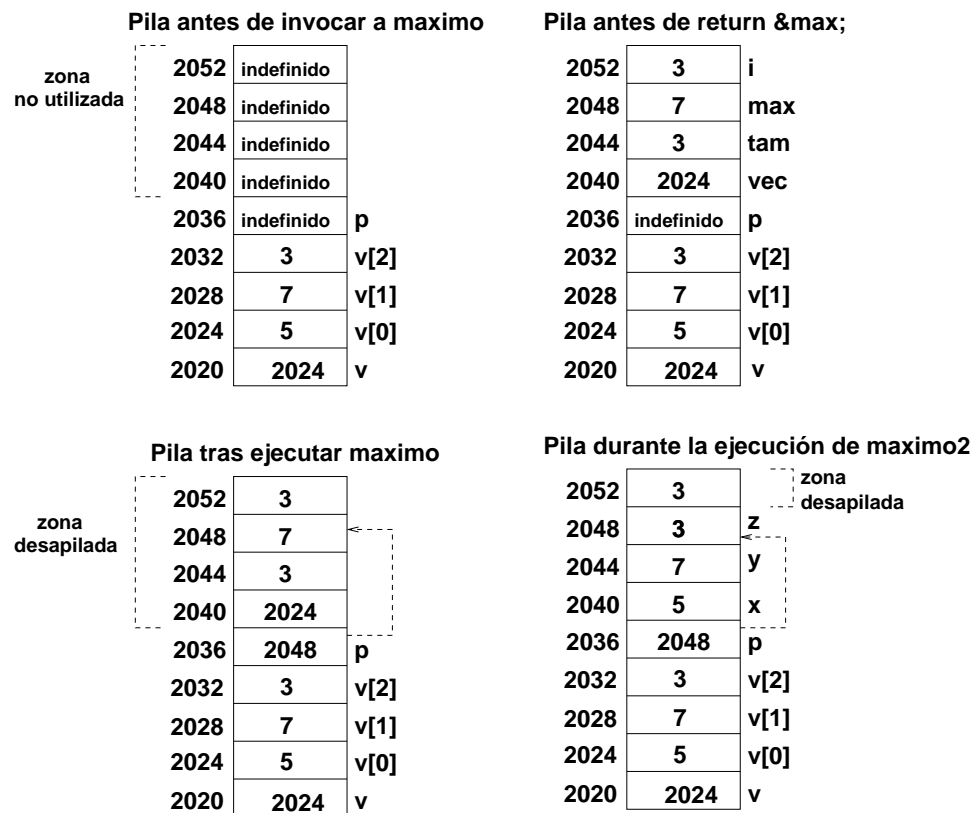 Pila antes de invocar a maximo
zona
no utilizada
2052 indefinido
2048 indefinido
2044 indefinido
2040 indefinido
2036 indefinido p
2032 3 v[2]
2028 7 v[1]
2024 5 v[0]
2020 2024 v
Pila antes de return &max;
2052 3 i
2048 7 max
2044 3 tam
2040 2024 vec
2036 indefinido p
2032 3 v[2]
2028 7 v[1]
2024 5 v[0]
2020 2024 v
Pila tras ejecutar maximo
zona
desapilada
2052 3
2048 7
2044 3
2040 2024
2036 2048 p
2032 3 v[2]
2028 7 v[1]
2024 5 v[0]
2020 2024 v
Pila durante la ejecución de maximo2
zona
desapilada
2052 3
2048 3 z
2044 7 y
2040 5 x
2036 2048 p
2032 3 v[2]
2028 7 v[1]
2024 5 v[0]
2020 2024 v